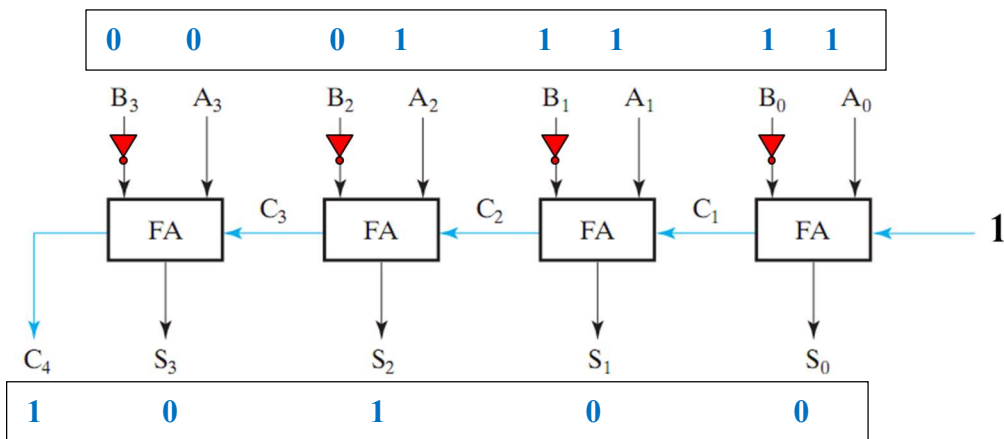 0 0 0 1 1 1 1 1
B₃ A₃ B₂ A₂ B₁ A₁ B₀ A₀
FA C₃ FA C₂ FA C₁ FA 1
C₄ S₃ S₂ S₁ S₀
1 0 1 0 0